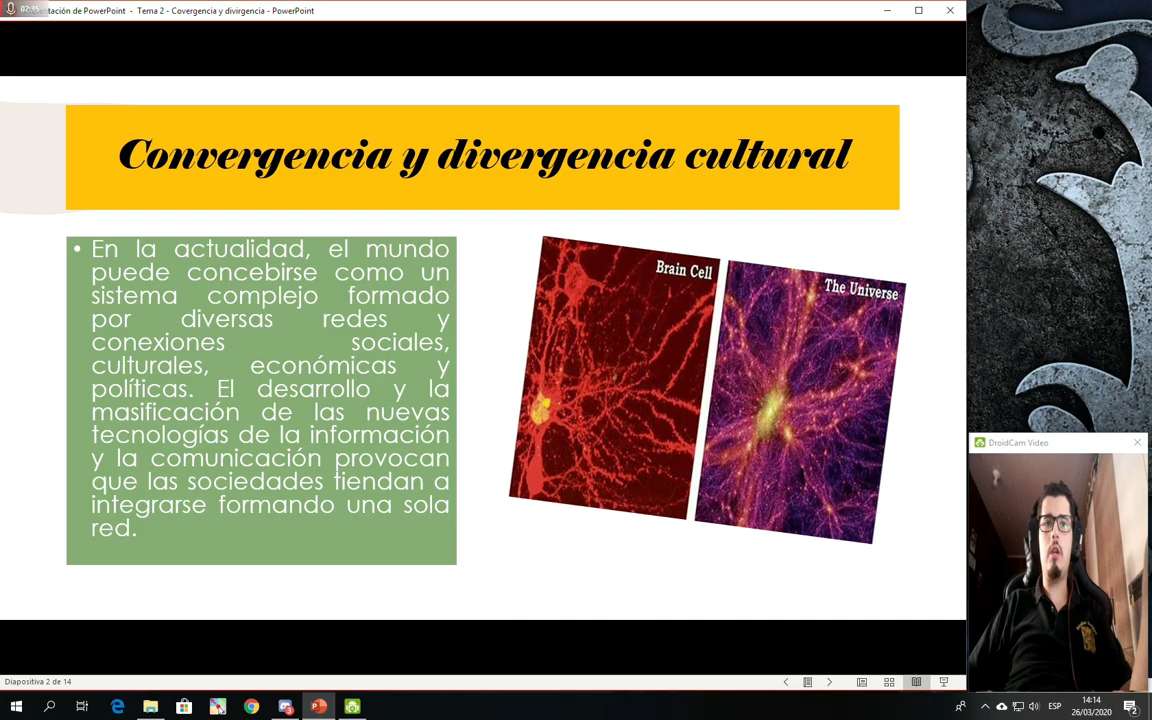 02:35
ntación de PowerPoint - Tema 2 - Covergencia y divirgencia - PowerPoint
Convergencia y divergencia cultural
• En la actualidad, el mundo
puede concebirse como un
sistema complejo formado
por diversas redes y
conexiones sociales,
culturales, económicas y
políticas. El desarrollo y la
masificación de las nuevas
tecnologías de la información
y la comunicación provocan
que las sociedades tiendan a
integrarse formando una sola
red.
Brain Cell
The Universe
DroidCam Video
Diapositiva 2 de 14
ESP
14:14
26/03/2020
2